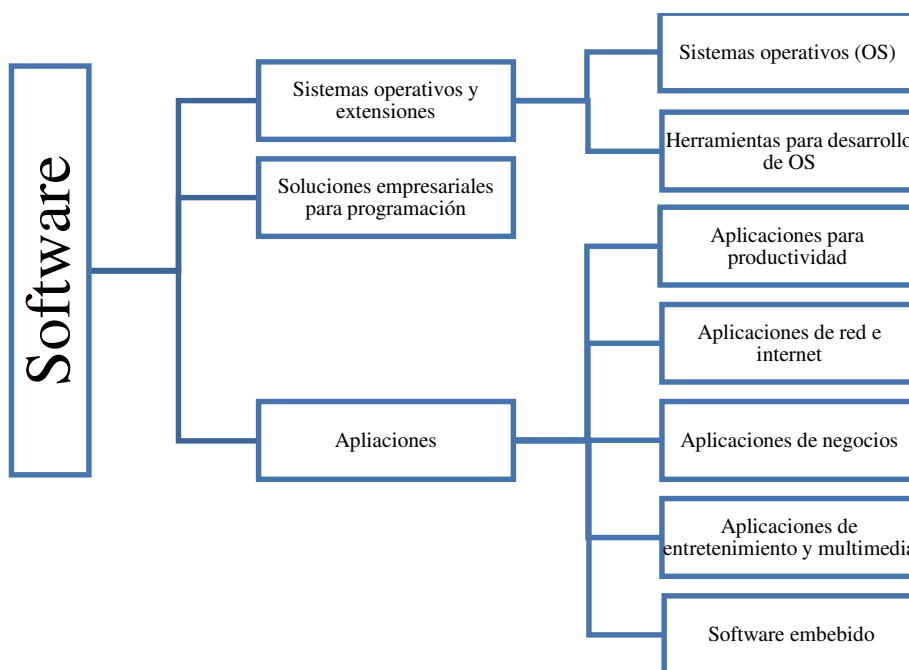 Software
Sistemas operativos y
extensiones
Sistemas operativos (OS)
Herramientas para desarrollo
de OS
Soluciones empresariales
para programación
Apliaciones
Aplicaciones para
productividad
Aplicaciones de red e
internet
Aplicaciones de negocios
Aplicaciones de
entretenimiento y multimedia
Software embebido